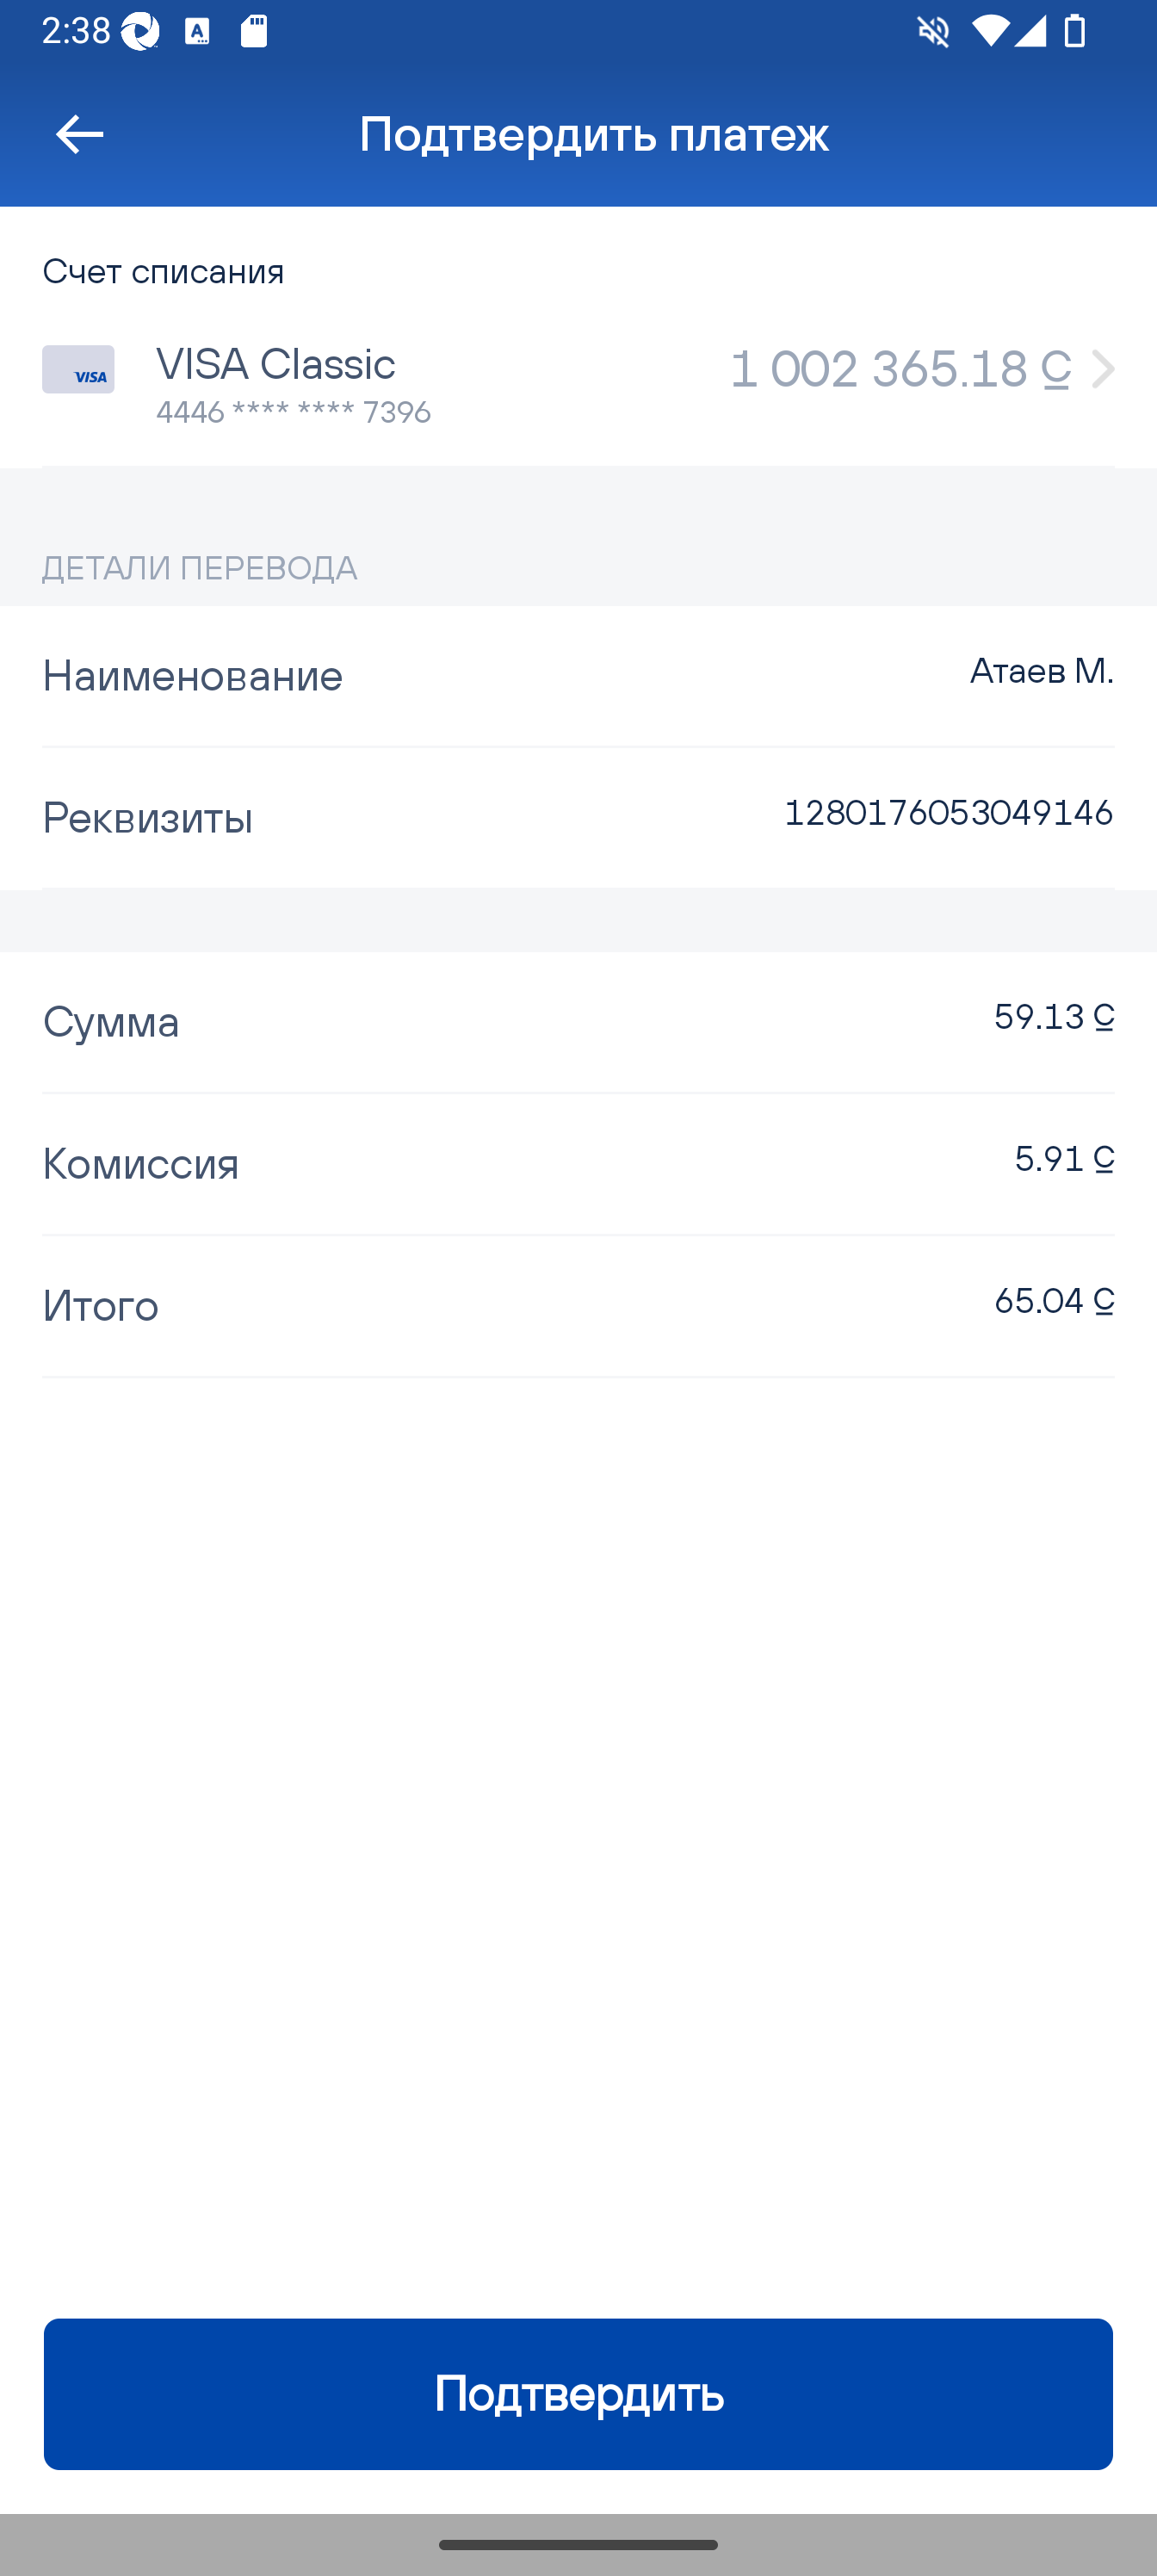 2:38
Подтвердить платеж
Счет списания
VISA
VISA Classic
1 002 365.18 С
4446 **** **** 7396
ДЕТАЛИ ПЕРЕВОДА
Наименование
Атаев М.
Реквизиты
1280176053049146
Сумма
59.13 С
Комиссия
5.91 С
Итого
65.04 С
Подтвердить